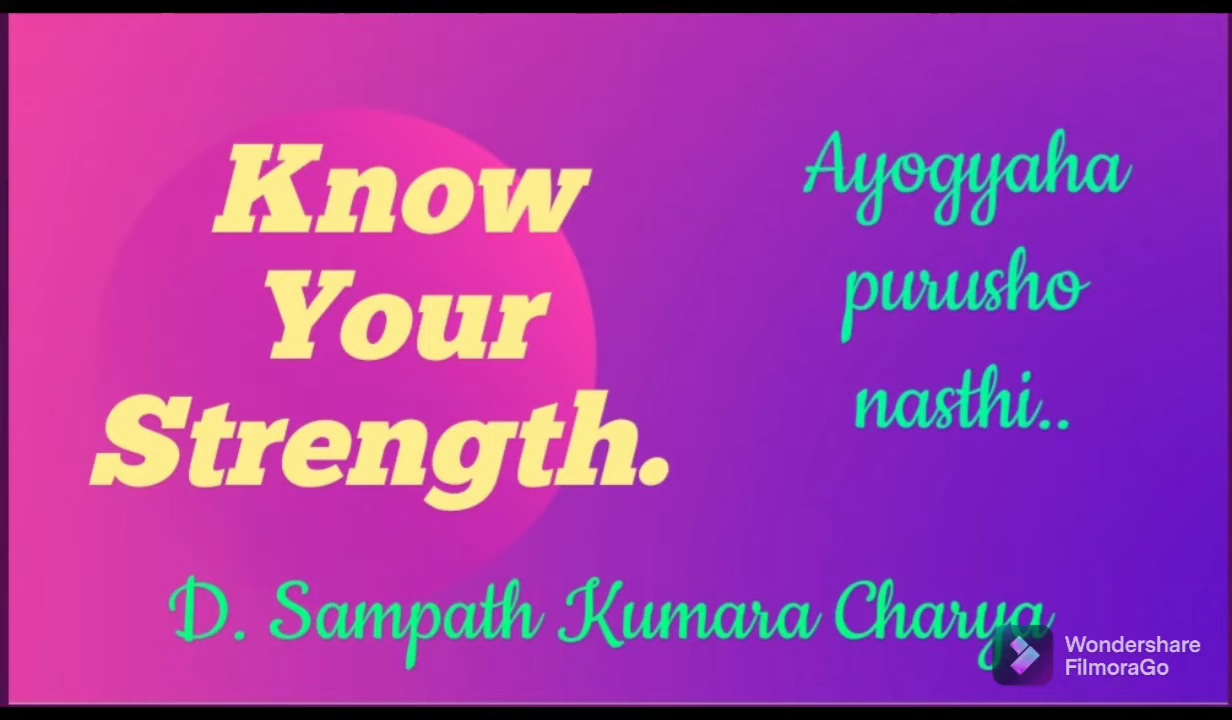 Know
Your
Strength.
Ayogyaha
purusho
nasthi..
D. Sampath Kumara Charya
Wondershare
FilmoraGo